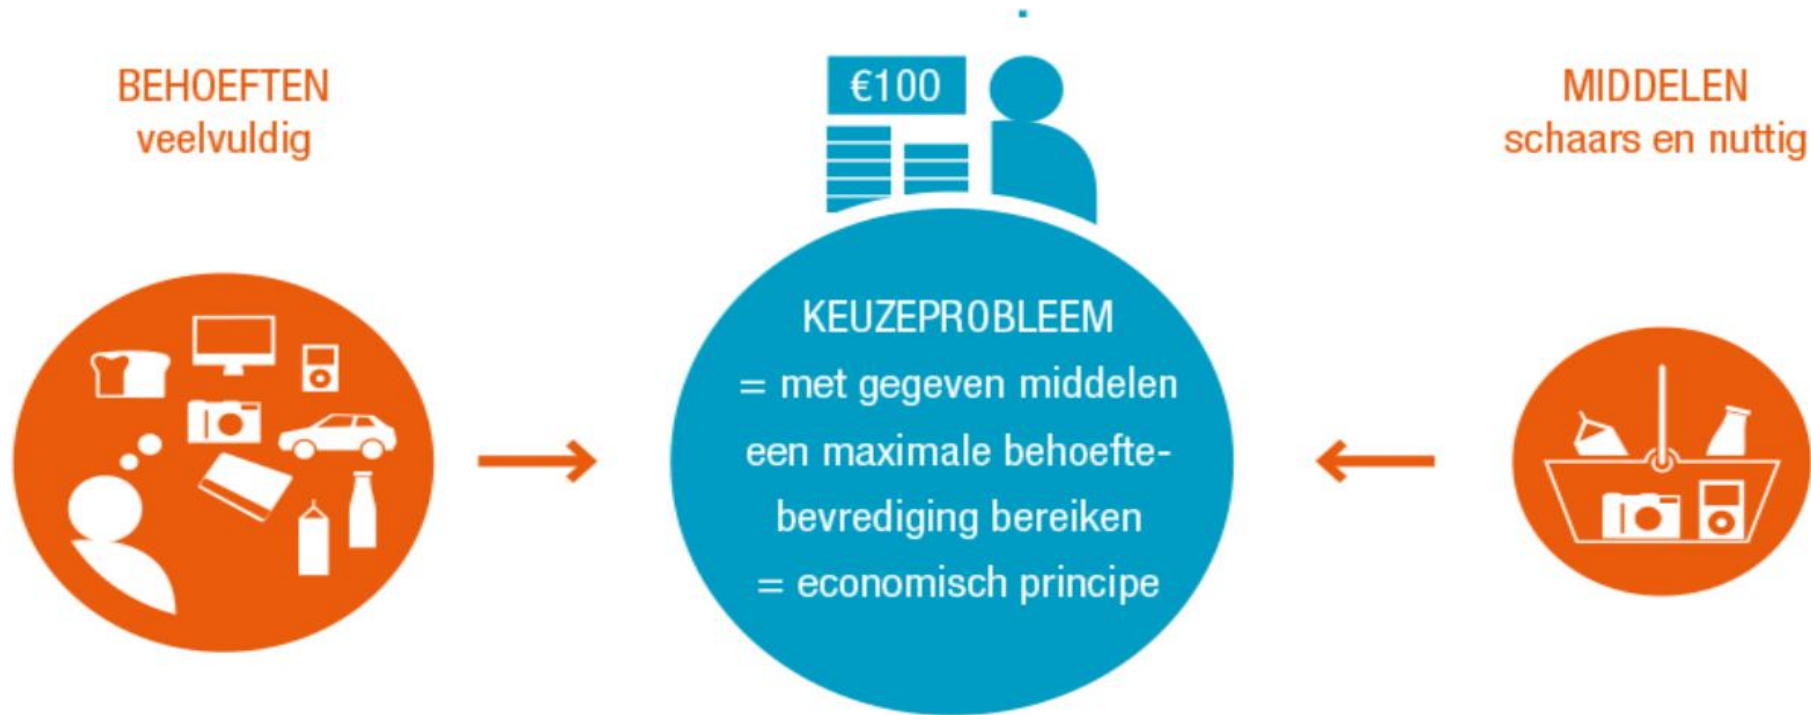 BEHOEFTEN
veelvuldig
€100
MIDDELEN
schaars en nuttig
KEUZEPROBLEEM
= met gegeven middelen
een maximale behoefte-
bevrediging bereiken
= economisch principe